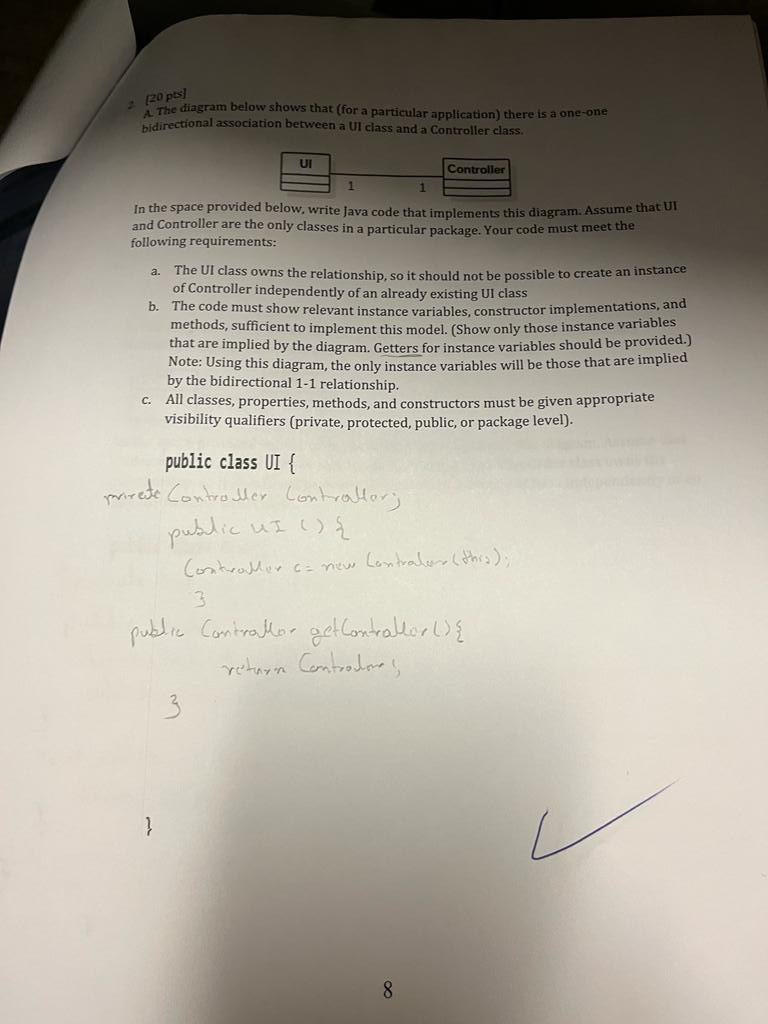 2. [20 pts]
A. The diagram below shows that (for a particular application) there is a one-one
bidirectional association between a UI class and a Controller class.
UI
Controller
1
1
In the space provided below, write Java code that implements this diagram. Assume that UI
and Controller are the only classes in a particular package. Your code must meet the
following requirements:
a. The UI class owns the relationship, so it should not be possible to create an instance
of Controller independently of an already existing UI class
b. The code must show relevant instance variables, constructor implementations, and
methods, sufficient to implement this model. (Show only those instance variables
that are implied by the diagram. Getters for instance variables should be provided.)
Note: Using this diagram, the only instance variables will be those that are implied
by the bidirectional 1-1 relationship.
c. All classes, properties, methods, and constructors must be given appropriate
visibility qualifiers (private, protected, public, or package level).
public class UI {
private Controller Controller;
public UI () {
Controller c = new Controller(this);
}
public Controller getController() {
return Controller;
}
}
8